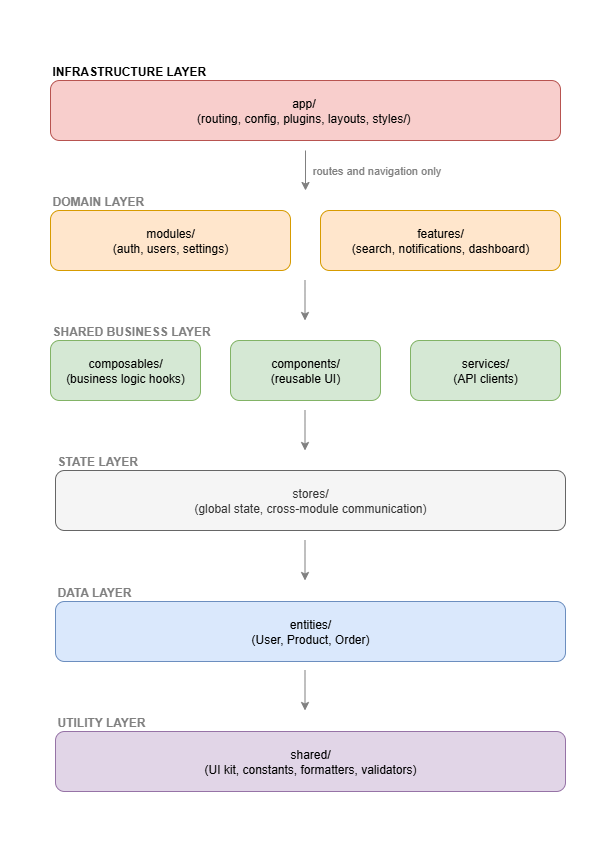 INFRASTRUCTURE LAYER
app/
(routing, config, plugins, layouts, styles/)
routes and navigation only
DOMAIN LAYER
modules/
(auth, users, settings)
features/
(search, notifications, dashboard)
SHARED BUSINESS LAYER
composables/
(business logic hooks)
components/
(reusable UI)
services/
(API clients)
STATE LAYER
stores/
(global state, cross-module communication)
DATA LAYER
entities/
(User, Product, Order)
UTILITY LAYER
shared/
(UI kit, constants, formatters, validators)